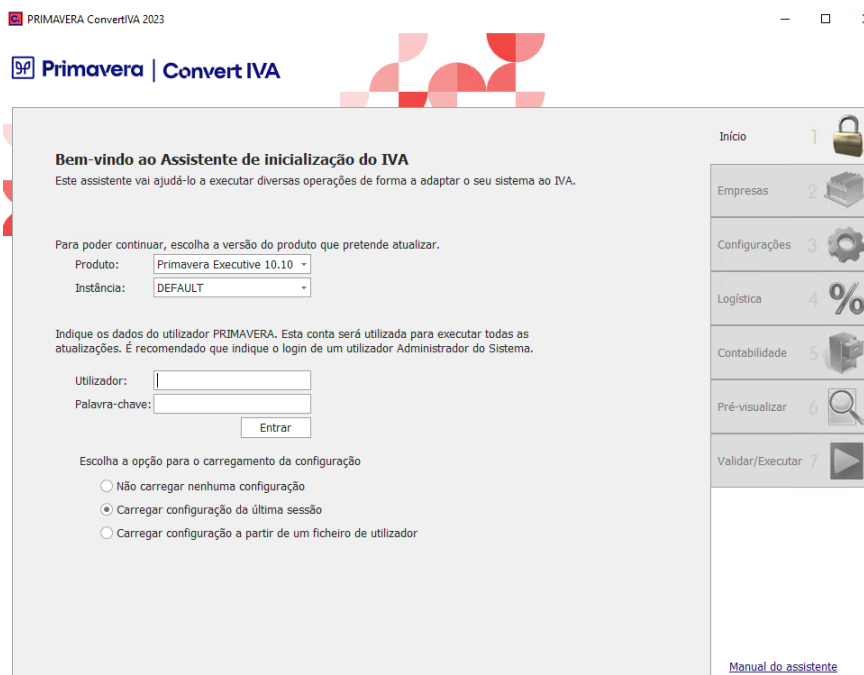 PRIMAVERA ConvertIVA 2023
Primavera | Convert IVA
Bem-vindo ao Assistente de inicialização do IVA
Este assistente vai ajudá-lo a executar diversas operações de forma a adaptar o seu sistema ao IVA.
Para poder continuar, escolha a versão do produto que pretende atualizar.
Produto: Primavera Executive 10.10
Instância: DEFAULT
Indique os dados do utilizador PRIMAVERA. Esta conta será utilizada para executar todas as
atualizações. É recomendado que indique o login de um utilizador Administrador do Sistema.
Utilizador:
Palavra-chave:
Entrar
Escolha a opção para o carregamento da configuração
Não carregar nenhuma configuração
Carregar configuração da última sessão
Carregar configuração a partir de um ficheiro de utilizador
Início 1
Empresas 2
Configurações 3
Logística 4 %
Contabilidade 5
Pré-visualizar 6
Validar/Executar 7
Manual do assistente